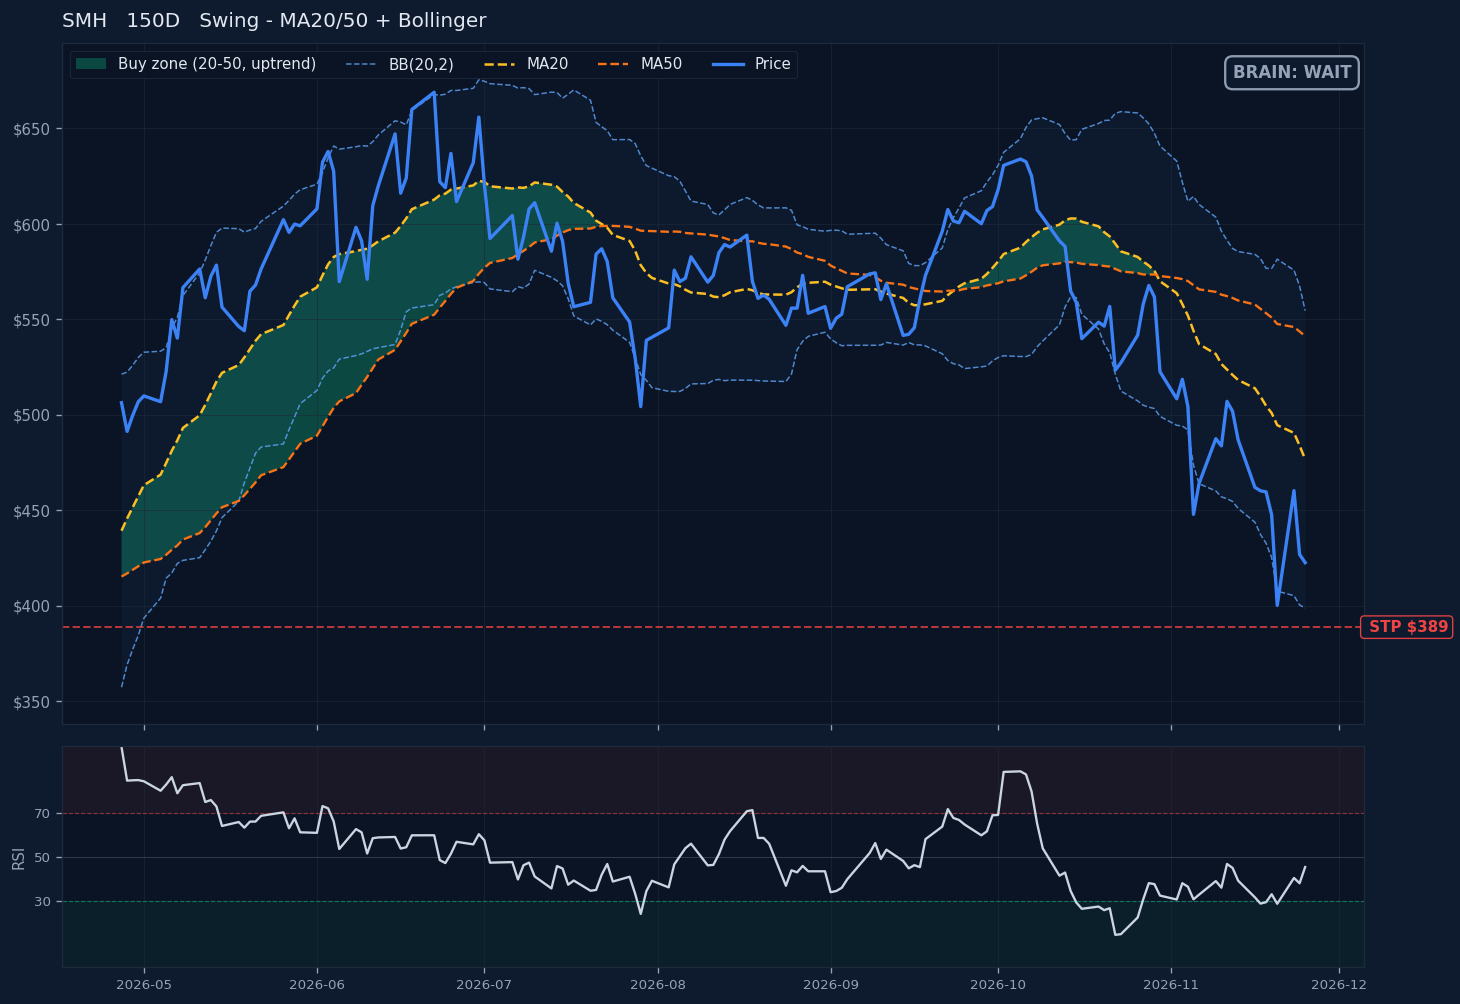 SMH   150D   Swing - MA20/50 + Bollinger
Buy zone (20-50, uptrend)   BB(20,2)   MA20   MA50   Price
BRAIN: WAIT
$650
$600
$550
$500
$450
$400
STP $389
$350
RSI
70
50
30
2026-05   2026-06   2026-07   2026-08   2026-09   2026-10   2026-11   2026-12